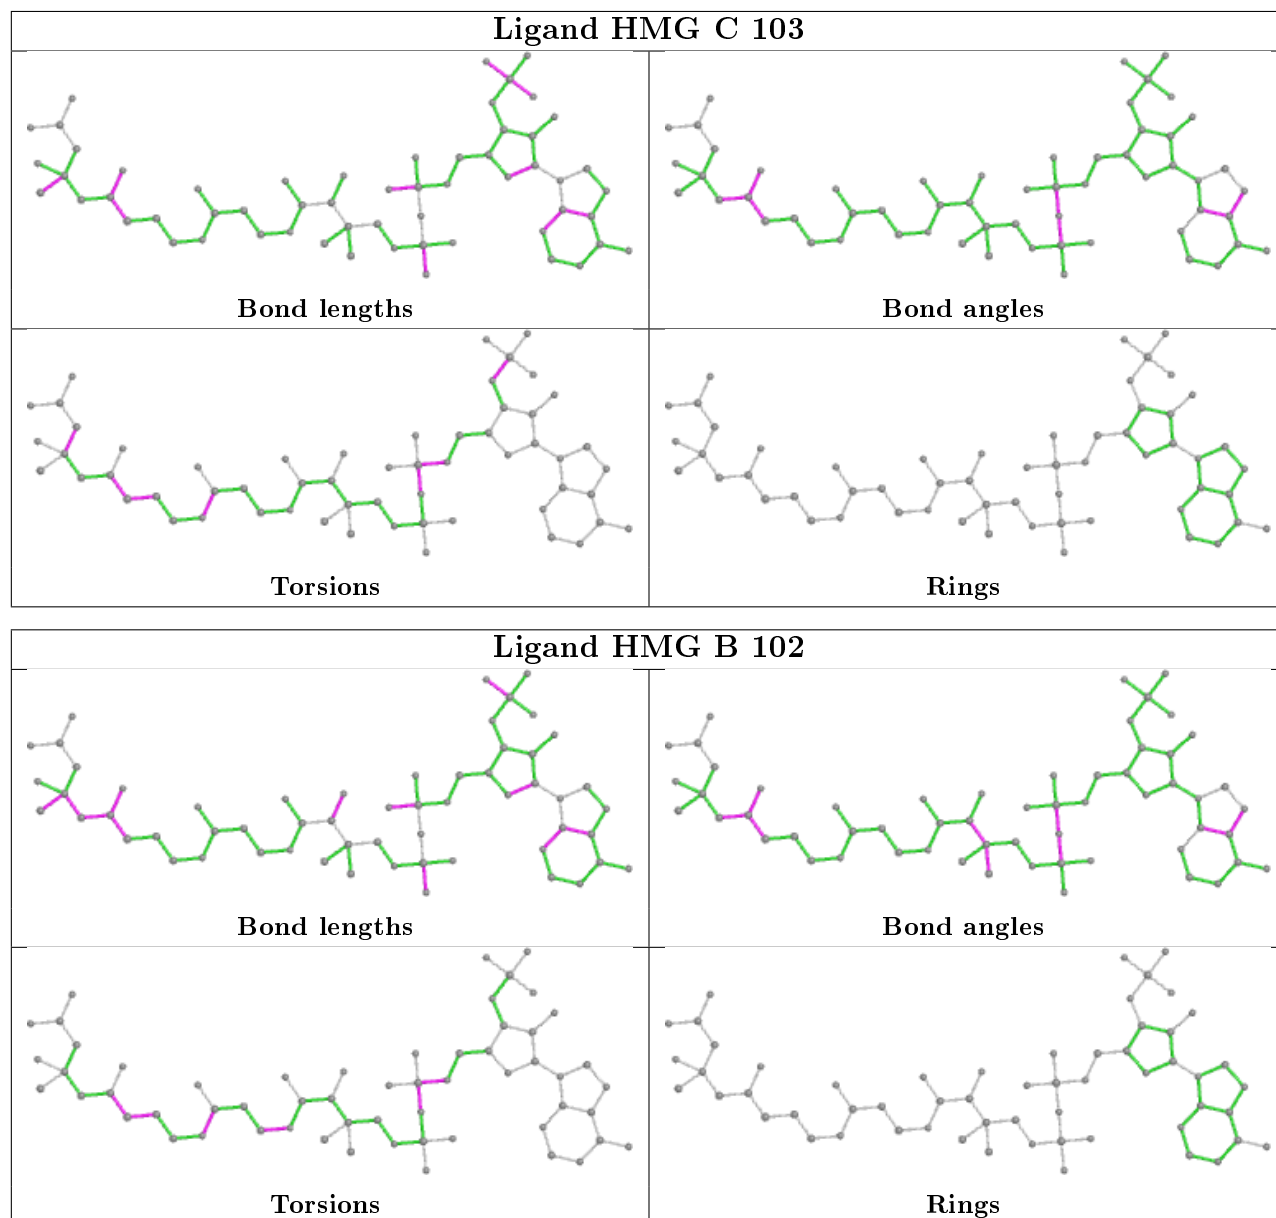 Ligand HMG C 103
Bond lengths
Bond angles
Torsions
Rings
Ligand HMG B 102
Bond lengths
Bond angles
Torsions
Rings